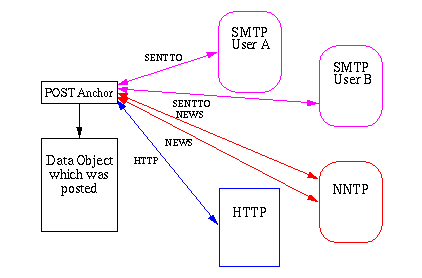 SMTP
User A
SENTTO
SMTP
User B
POST Anchor
SENTTO
NEWS
NEWS
HTTP
Data Object
which was
posted
NNTP
HTTP